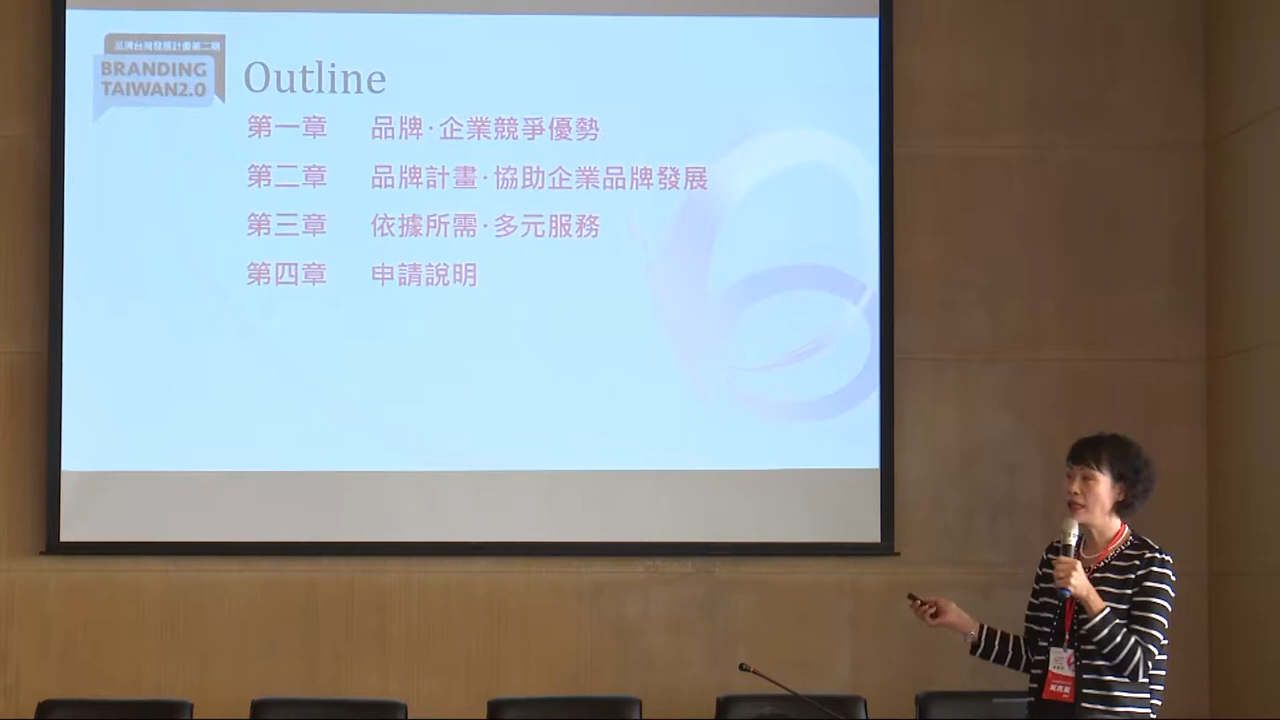 品牌台灣發展計畫第二期
BRANDING
TAIWAN2.0
Outline
第一章 品牌·企業競爭優勢
第二章 品牌計畫·協助企業品牌發展
第三章 依據所需·多元服務
第四章 申請說明